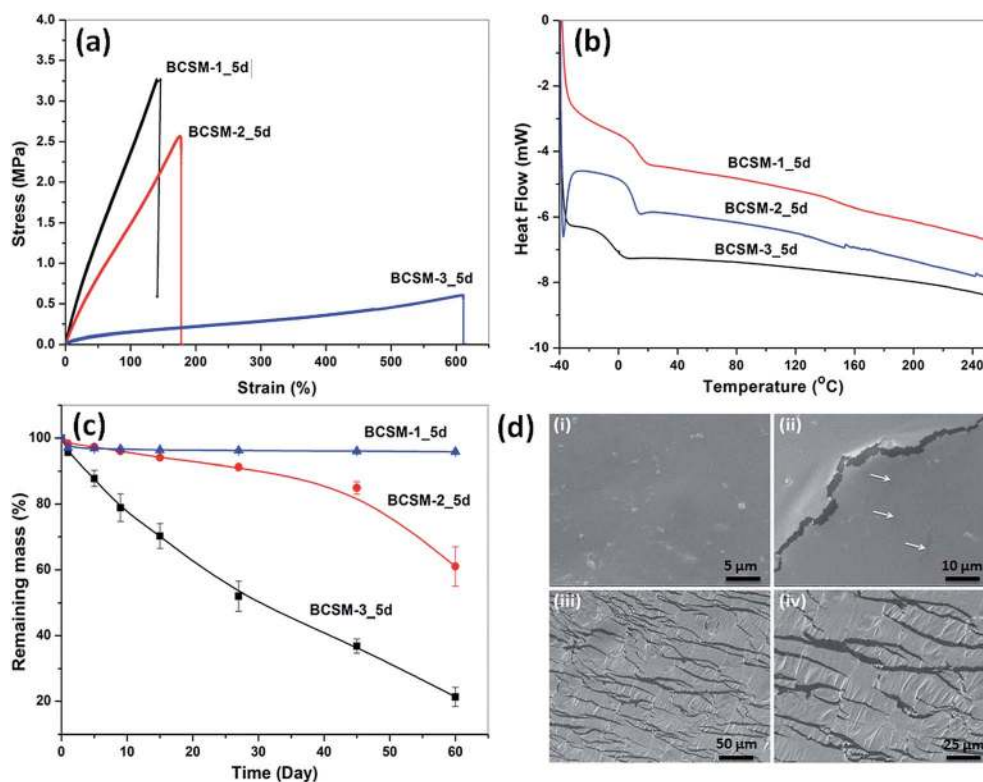 (a)
4.0
3.5
3.0
2.5
2.0
1.5
1.0
0.5
0.0
Stress (MPa)
BCSM-1_5d
BCSM-2_5d
BCSM-3_5d
0 100 200 300 400 500 600
Strain (%)
(b)
0
-2
-4
-6
-8
-10
Heat Flow (mW)
BCSM-1_5d
BCSM-2_5d
BCSM-3_5d
-40 0 40 80 120 160 200 240
Temperature (°C)
(c)
100
80
60
40
20
Remaining mass (%)
BCSM-1_5d
BCSM-2_5d
BCSM-3_5d
0 10 20 30 40 50 60
Time (Day)
(d)
(i)
5 μm
(ii)
10 μm
(iii)
50 μm
(iv)
25 μm